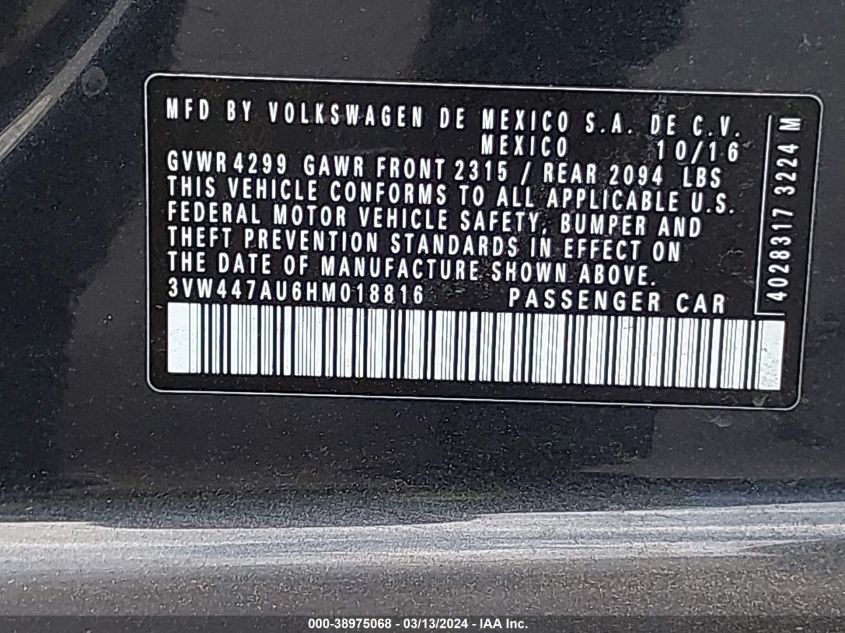 MFD BY VOLKSWAGEN DE MEXICO S.A. DE C.V.
MEXICO 10/16
GVWR 4299 GAWR FRONT 2315 / REAR 2094 LBS
THIS VEHICLE CONFORMS TO ALL APPLICABLE U.S.
FEDERAL MOTOR VEHICLE SAFETY, BUMPER AND
THEFT PREVENTION STANDARDS IN EFFECT ON
THE DATE OF MANUFACTURE SHOWN ABOVE.
3VW447AU6HM018816 PASSENGER CAR
4028317 3224 M
000-38975068 - 03/13/2024 - IAA Inc.